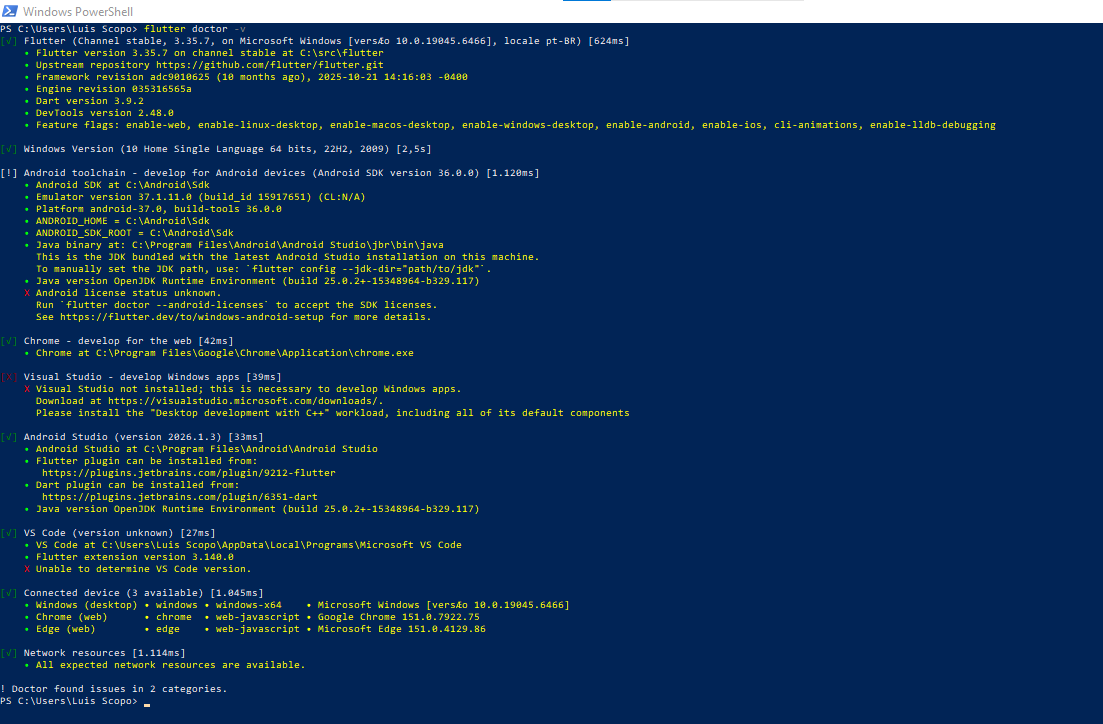 Windows PowerShell
PS C:\Users\Luis Scopo> flutter doctor -v
[√] Flutter (Channel stable, 3.35.7, on Microsoft Windows [versÆo 10.0.19045.6466], locale pt-BR) [624ms]
• Flutter version 3.35.7 on channel stable at C:\src\flutter
• Upstream repository https://github.com/flutter/flutter.git
• Framework revision adc9010625 (10 months ago), 2025-10-21 14:16:03 -0400
• Engine revision 035316565a
• Dart version 3.9.2
• DevTools version 2.48.0
• Feature flags: enable-web, enable-linux-desktop, enable-macos-desktop, enable-windows-desktop, enable-android, enable-ios, cli-animations, enable-lldb-debugging
[√] Windows Version (10 Home Single Language 64 bits, 22H2, 2009) [2,5s]
[!] Android toolchain - develop for Android devices (Android SDK version 36.0.0) [1.120ms]
• Android SDK at C:\Android\Sdk
• Emulator version 37.1.11.0 (build_id 15917651) (CL:N/A)
• Platform android-37.0, build-tools 36.0.0
• ANDROID_HOME = C:\Android\Sdk
• ANDROID_SDK_ROOT = C:\Android\Sdk
• Java binary at: C:\Program Files\Android\Android Studio\jbr\bin\java
This is the JDK bundled with the latest Android Studio installation on this machine.
To manually set the JDK path, use: `flutter config --jdk-dir="path/to/jdk"`.
• Java version OpenJDK Runtime Environment (build 25.0.2+-15348964-b329.117)
X Android license status unknown.
Run `flutter doctor --android-licenses` to accept the SDK licenses.
See https://flutter.dev/to/windows-android-setup for more details.
[√] Chrome - develop for the web [42ms]
• Chrome at C:\Program Files\Google\Chrome\Application\chrome.exe
[X] Visual Studio - develop Windows apps [39ms]
X Visual Studio not installed; this is necessary to develop Windows apps.
Download at https://visualstudio.microsoft.com/downloads/.
Please install the "Desktop development with C++" workload, including all of its default components
[√] Android Studio (version 2026.1.3) [33ms]
• Android Studio at C:\Program Files\Android\Android Studio
• Flutter plugin can be installed from:
https://plugins.jetbrains.com/plugin/9212-flutter
• Dart plugin can be installed from:
https://plugins.jetbrains.com/plugin/6351-dart
• Java version OpenJDK Runtime Environment (build 25.0.2+-15348964-b329.117)
[√] VS Code (version unknown) [27ms]
• VS Code at C:\Users\Luis Scopo\AppData\Local\Programs\Microsoft VS Code
• Flutter extension version 3.140.0
X Unable to determine VS Code version.
[√] Connected device (3 available) [1.045ms]
• Windows (desktop) • windows • windows-x64 • Microsoft Windows [versÆo 10.0.19045.6466]
• Chrome (web) • chrome • web-javascript • Google Chrome 151.0.7922.75
• Edge (web) • edge • web-javascript • Microsoft Edge 151.0.4129.86
[√] Network resources [1.114ms]
• All expected network resources are available.
! Doctor found issues in 2 categories.
PS C:\Users\Luis Scopo>